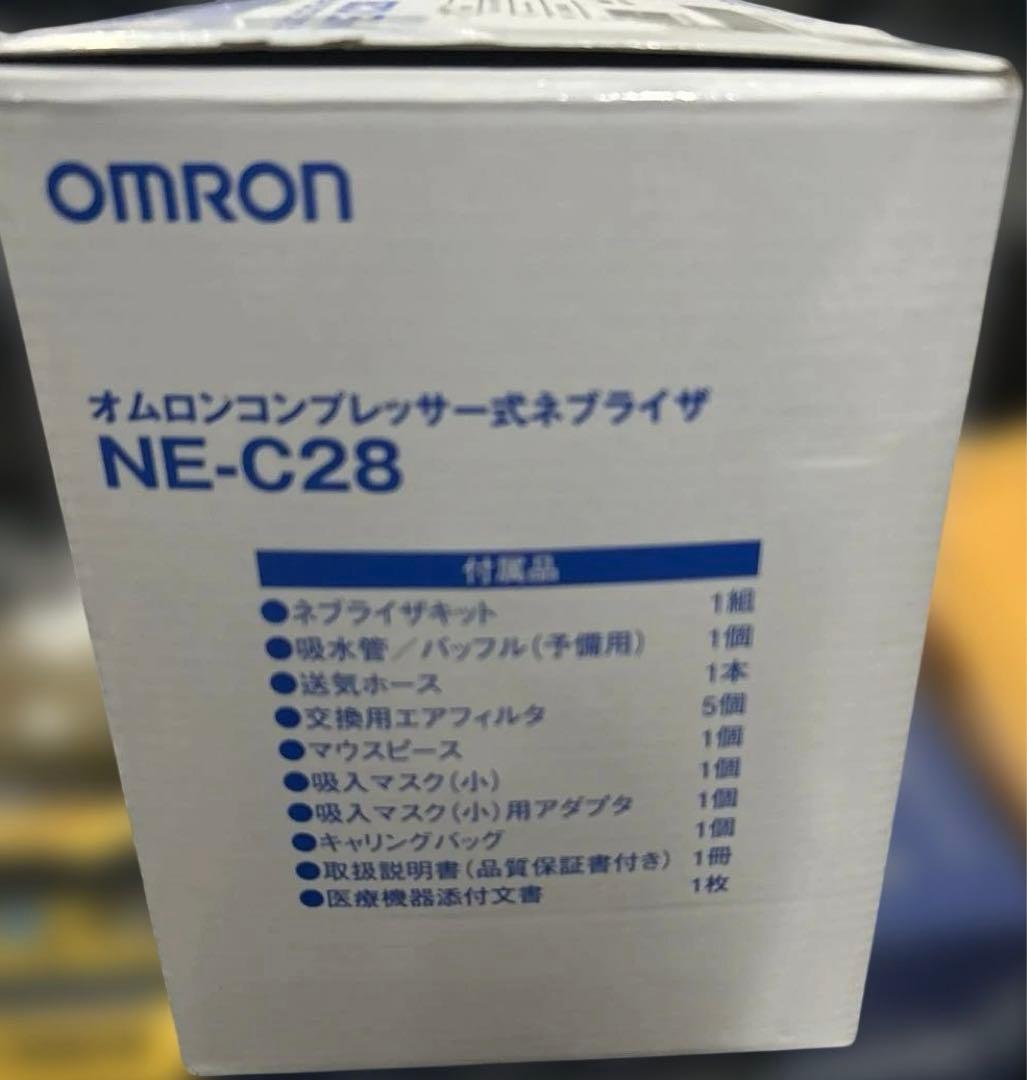 OMRON
オムロンコンプレッサー式ネブライザ
NE-C28
付属品
●ネブライザキット 1組
●吸水管／バッフル(予備用) 1個
●送気ホース 1本
●交換用エアフィルタ 5個
●マウスピース 1個
●吸入マスク(小) 1個
●吸入マスク(小)用アダプタ 1個
●キャリングバッグ 1個
●取扱説明書(品質保証書付き) 1冊
●医療機器添付文書 1枚